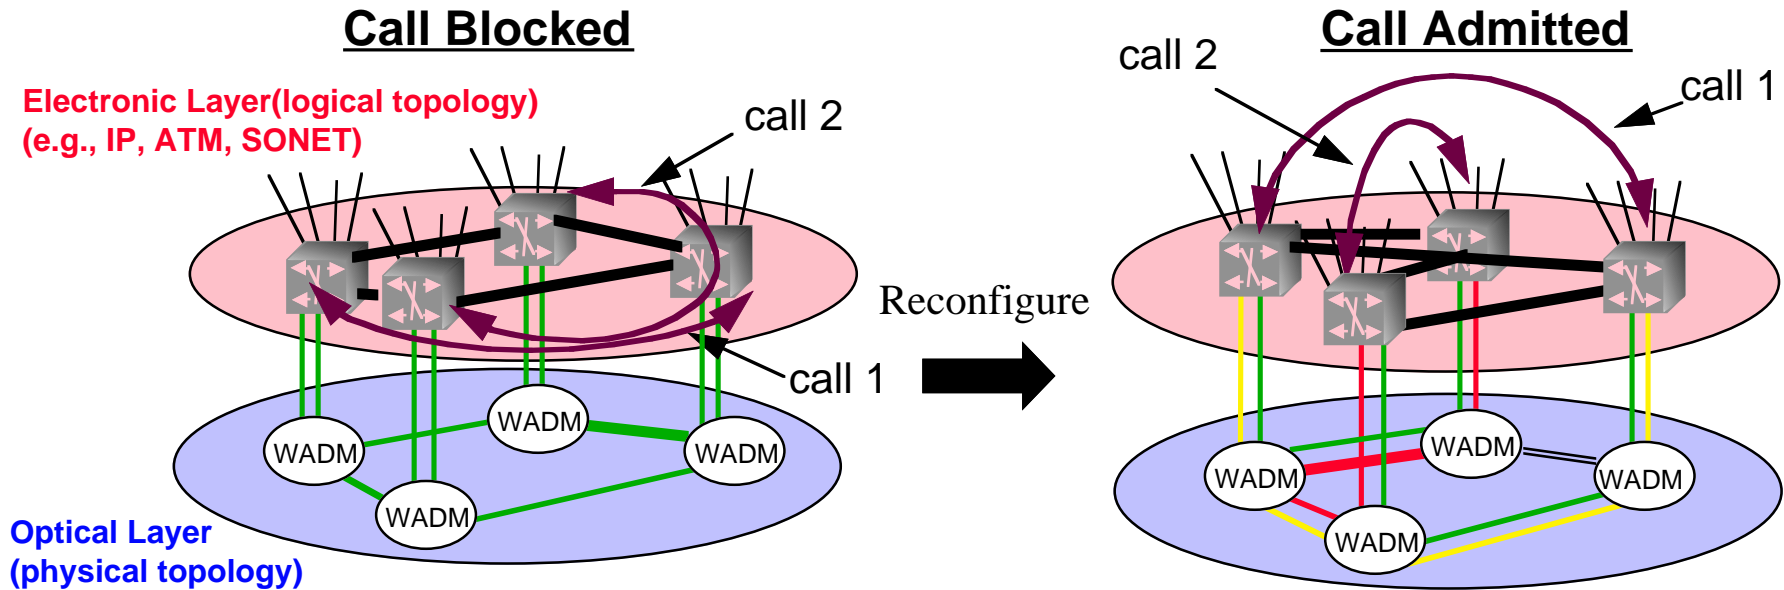 Call Blocked
Electronic Layer(logical topology)
(e.g., IP, ATM, SONET)
call 2
call 1
WADM
WADM
WADM
WADM
Optical Layer
(physical topology)
Reconfigure
Call Admitted
call 2
call 1
WADM
WADM
WADM
WADM